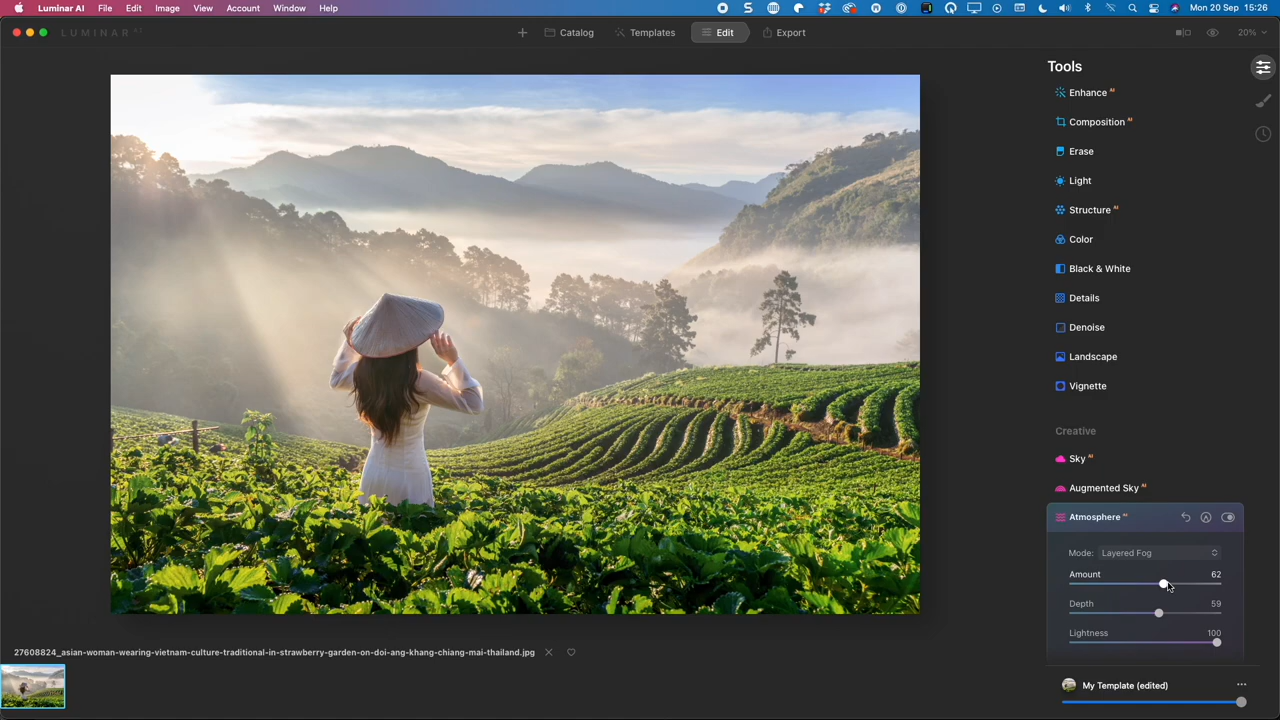 Luminar AI File Edit Image View Account Window Help Mon 20 Sep 15:26
LUMINAR AI Catalog Templates Edit Export 20%
Tools
Enhance AI
Composition AI
Erase
Light
Structure AI
Color
Black & White
Details
Denoise
Landscape
Vignette
Creative
Sky AI
Augmented Sky AI
Atmosphere AI
Mode: Layered Fog
Amount 62
Depth 59
Lightness 100
27608824_asian-woman-wearing-vietnam-culture-traditional-in-strawberry-garden-on-doi-ang-khang-chiang-mai-thailand.jpg
My Template (edited)